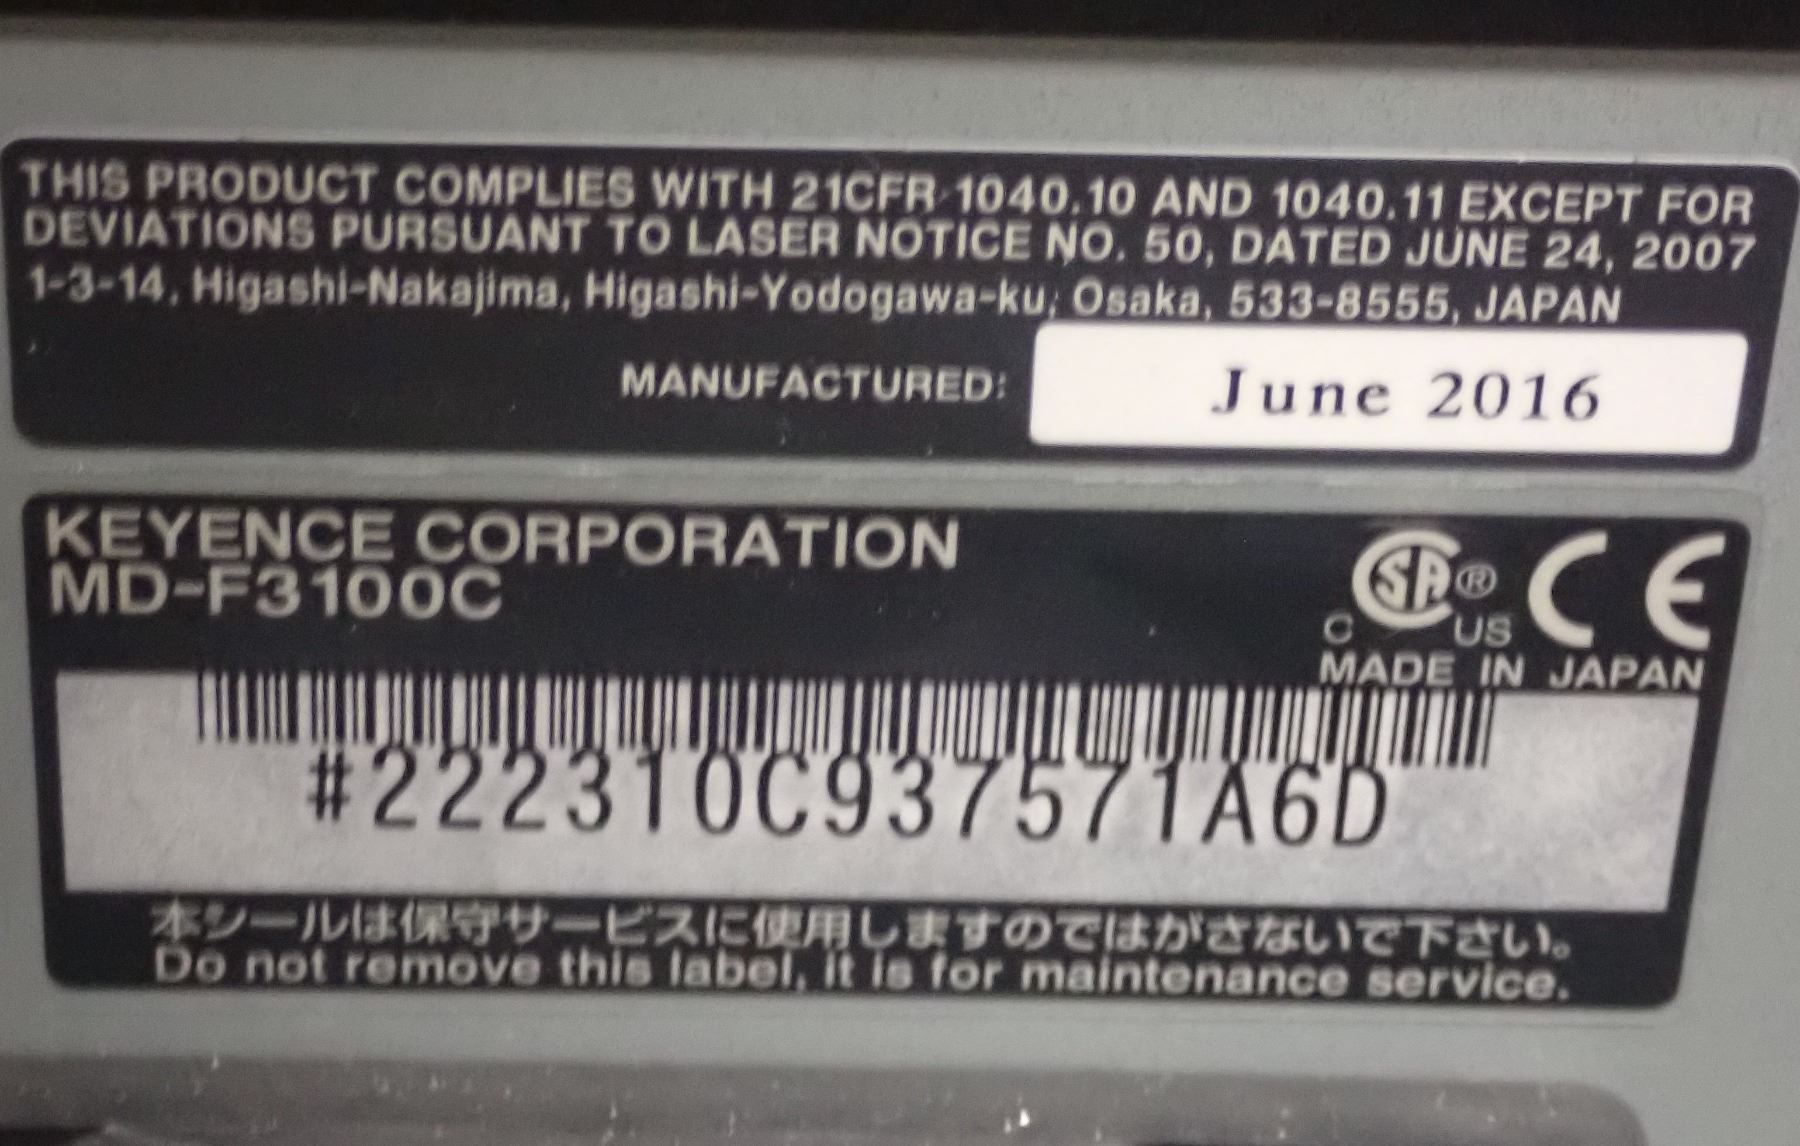 THIS PRODUCT COMPLIES WITH 21CFR 1040.10 AND 1040.11 EXCEPT FOR
DEVIATIONS PURSUANT TO LASER NOTICE NO. 50, DATED JUNE 24, 2007
1-3-14, Higashi-Nakajima, Higashi-Yodogawa-ku, Osaka, 533-8555, JAPAN
MANUFACTURED: June 2016
KEYENCE CORPORATION
MD-F3100C
C SA® US CE
MADE IN JAPAN
#222310C937571A6D
本シールは保守サービスに使用しますのではがさないで下さい。
Do not remove this label, it is for maintenance service.